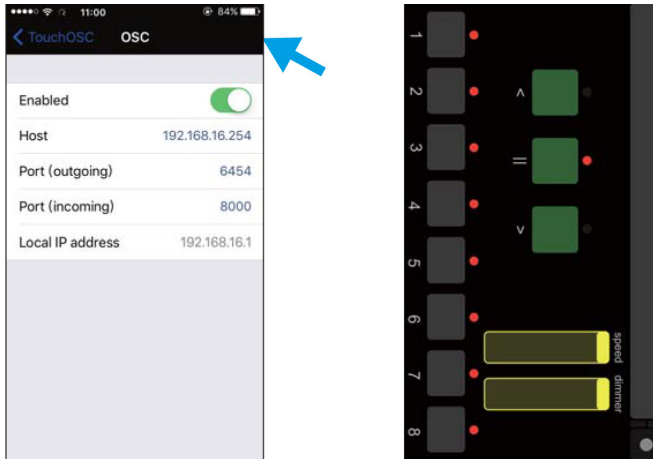 11:00
84%
TouchOSC
OSC
Enabled
Host 192.168.16.254
Port (outgoing) 6454
Port (incoming) 8000
Local IP address 192.168.16.1
1
2
3
4
5
6
7
8
<
=
>
speed
dimmer